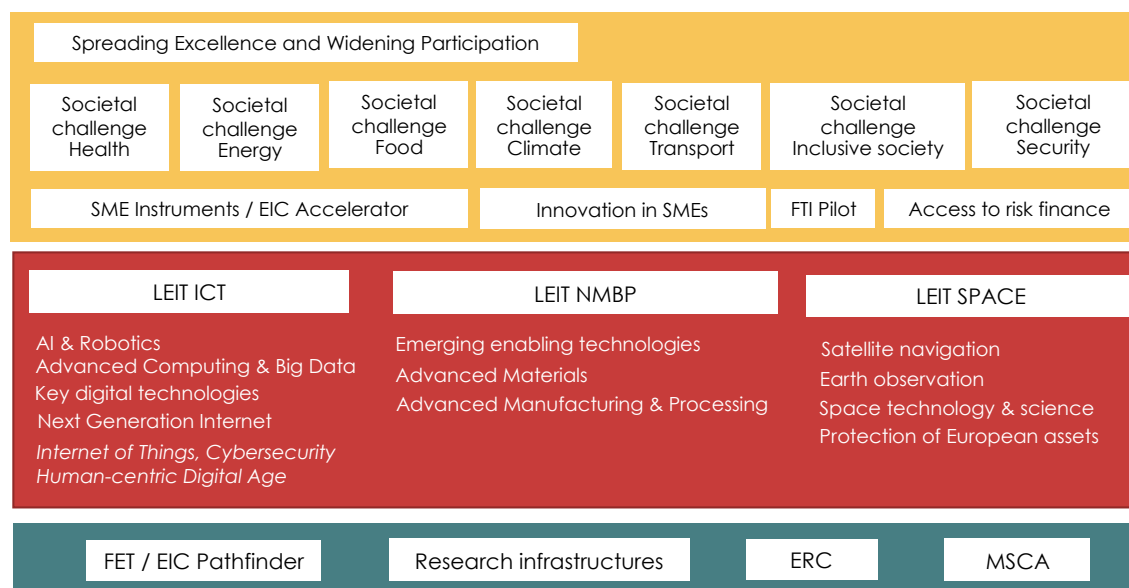 Spreading Excellence and Widening Participation
Societal
challenge
Health
Societal
challenge
Energy
Societal
challenge
Food
Societal
challenge
Climate
Societal
challenge
Transport
Societal
challenge
Inclusive society
Societal
challenge
Security
SME Instruments / EIC Accelerator
Innovation in SMEs
FTI Pilot
Access to risk finance
LEIT ICT
AI & Robotics
Advanced Computing & Big Data
Key digital technologies
Next Generation Internet
Internet of Things, Cybersecurity
Human-centric Digital Age
LEIT NMBP
Emerging enabling technologies
Advanced Materials
Advanced Manufacturing & Processing
LEIT SPACE
Satellite navigation
Earth observation
Space technology & science
Protection of European assets
FET / EIC Pathfinder
Research infrastructures
ERC
MSCA